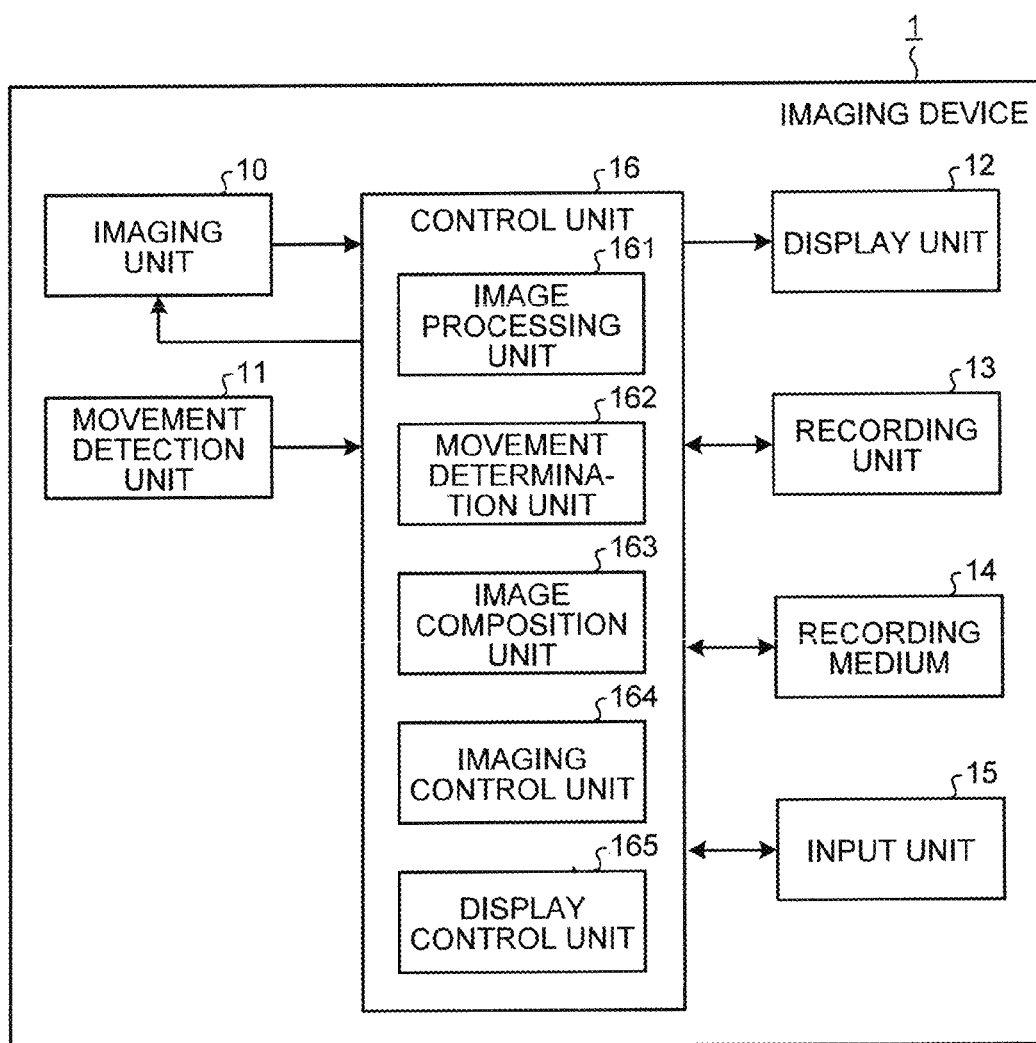 1
IMAGING DEVICE
10
IMAGING
UNIT
11
MOVEMENT
DETECTION
UNIT
16
CONTROL UNIT
161
IMAGE
PROCESSING
UNIT
162
MOVEMENT
DETERMINA-
TION UNIT
163
IMAGE
COMPOSITION
UNIT
164
IMAGING
CONTROL UNIT
165
DISPLAY
CONTROL UNIT
12
DISPLAY UNIT
13
RECORDING
UNIT
14
RECORDING
MEDIUM
15
INPUT UNIT